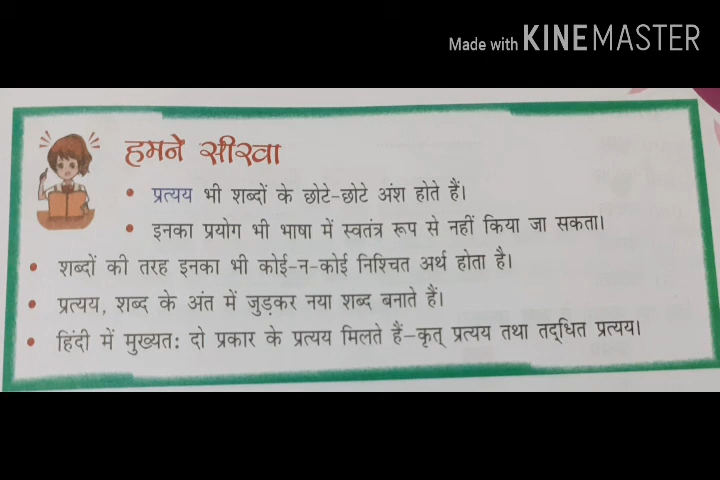 Made with KINEMASTER
हमने सीखा
• प्रत्यय भी शब्दों के छोटे-छोटे अंश होते हैं।
• इनका प्रयोग भी भाषा में स्वतंत्र रूप से नहीं किया जा सकता।
• शब्दों की तरह इनका भी कोई-न-कोई निश्चित अर्थ होता है।
• प्रत्यय, शब्द के अंत में जुड़कर नया शब्द बनाते हैं।
• हिंदी में मुख्यतः दो प्रकार के प्रत्यय मिलते हैं-कृत् प्रत्यय तथा तद्‌धित प्रत्यय।